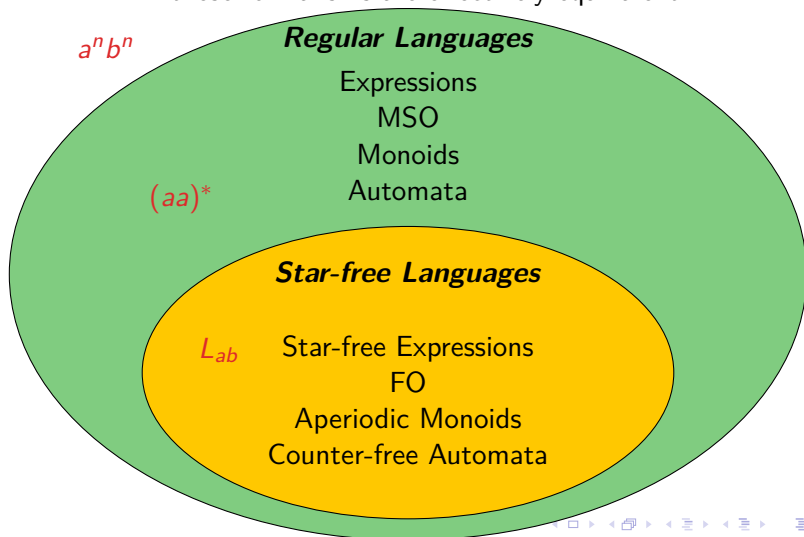 Regular Languages
a^n b^n
Expressions
MSO
Monoids
(aa)*
Automata
Star-free Languages
L_ab
Star-free Expressions
FO
Aperiodic Monoids
Counter-free Automata